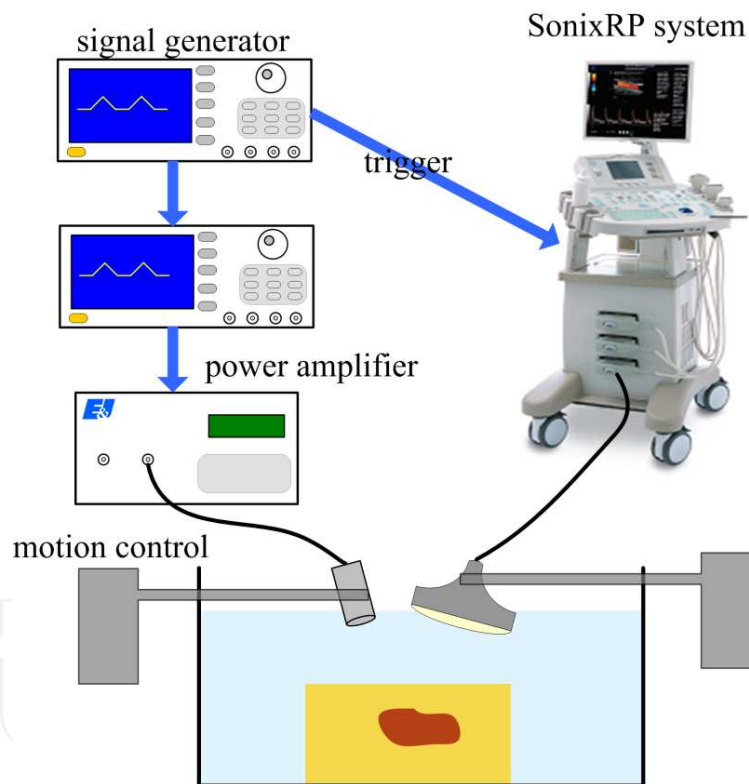 signal generator
SonixRP system
trigger
power amplifier
E&I
motion control